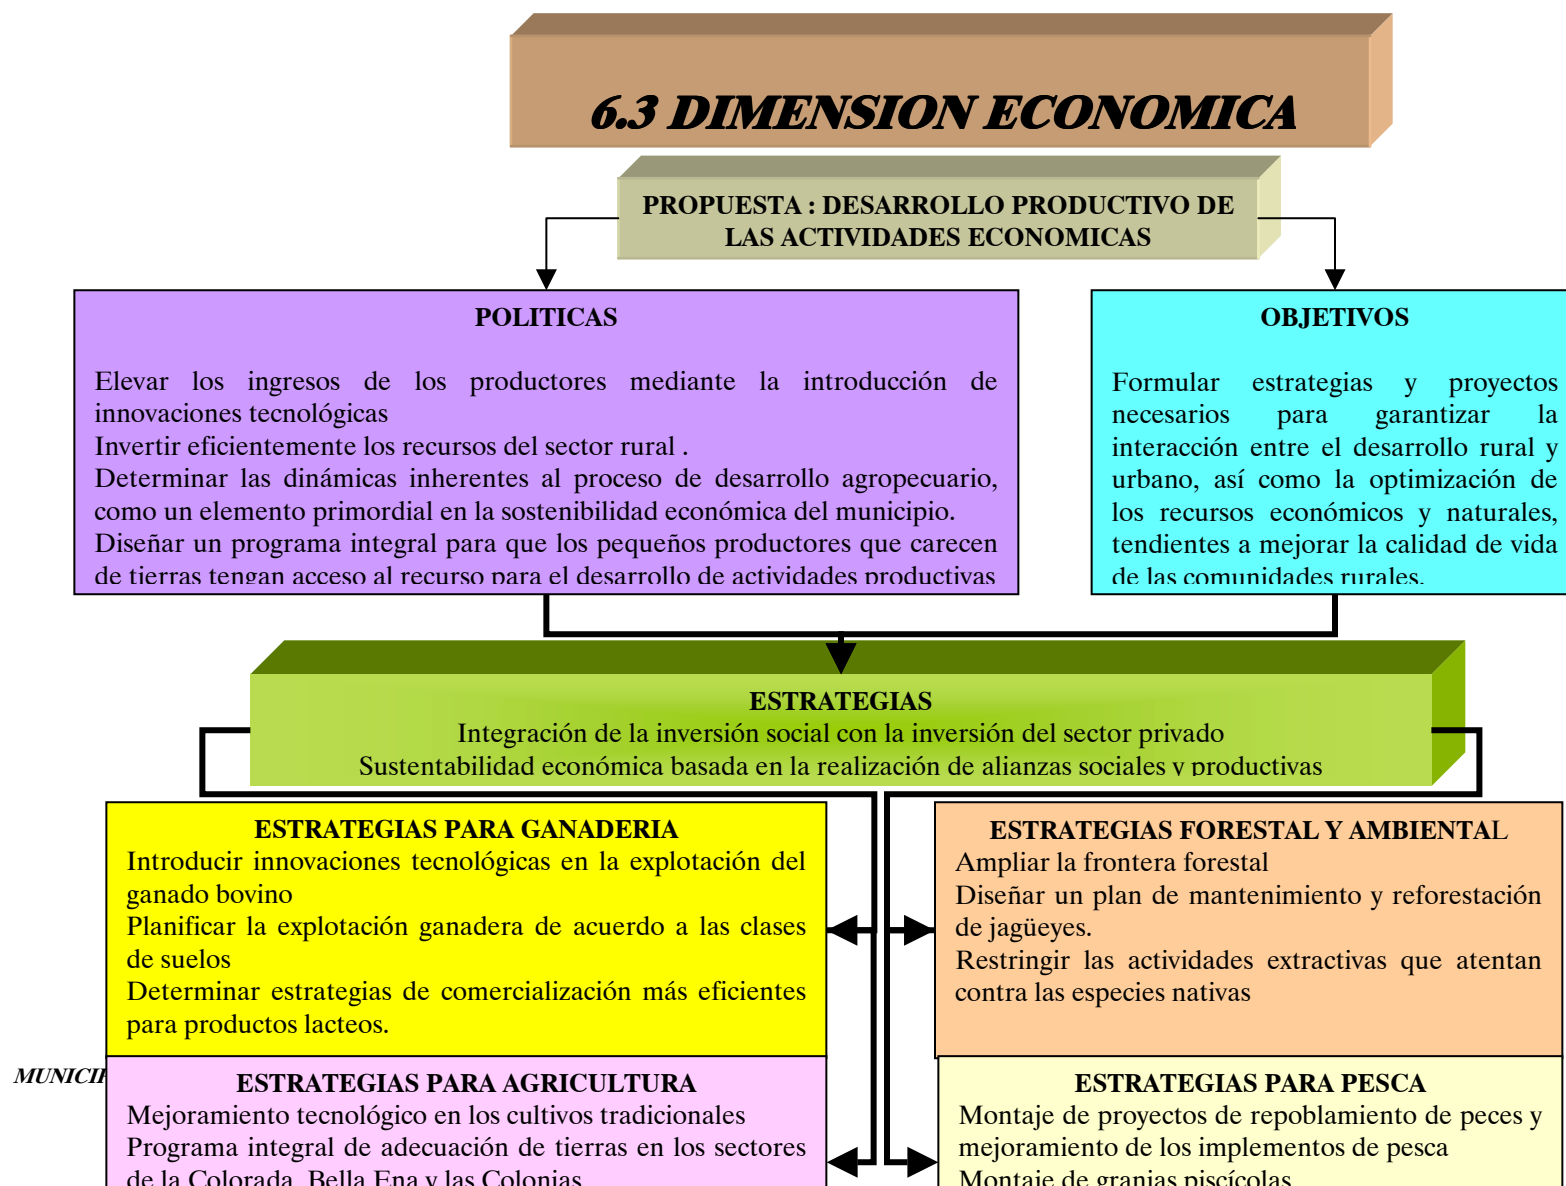 6.3 DIMENSION ECONOMICA
PROPUESTA : DESARROLLO PRODUCTIVO DE
LAS ACTIVIDADES ECONOMICAS
POLITICAS
Elevar los ingresos de los productores mediante la introducción de
innovaciones tecnológicas
Invertir eficientemente los recursos del sector rural .
Determinar las dinámicas inherentes al proceso de desarrollo agropecuario,
como un elemento primordial en la sostenibilidad económica del municipio.
Diseñar un programa integral para que los pequeños productores que carecen
de tierras tengan acceso al recurso para el desarrollo de actividades productivas
OBJETIVOS
Formular estrategias y proyectos
necesarios para garantizar la
interacción entre el desarrollo rural y
urbano, así como la optimización de
los recursos económicos y naturales,
tendientes a mejorar la calidad de vida
de las comunidades rurales.
ESTRATEGIAS
Integración de la inversión social con la inversión del sector privado
Sustentabilidad económica basada en la realización de alianzas sociales y productivas
ESTRATEGIAS PARA GANADERIA
Introducir innovaciones tecnológicas en la explotación del
ganado bovino
Planificar la explotación ganadera de acuerdo a las clases
de suelos
Determinar estrategias de comercialización más eficientes
para productos lacteos.
ESTRATEGIAS FORESTAL Y AMBIENTAL
Ampliar la frontera forestal
Diseñar un plan de mantenimiento y reforestación
de jagüeyes.
Restringir las actividades extractivas que atentan
contra las especies nativas
ESTRATEGIAS PARA AGRICULTURA
Mejoramiento tecnológico en los cultivos tradicionales
Programa integral de adecuación de tierras en los sectores
de la Colorada, Bella Ena y las Colonias
ESTRATEGIAS PARA PESCA
Montaje de proyectos de repoblamiento de peces y
mejoramiento de los implementos de pesca
Montaje de granjas piscícolas